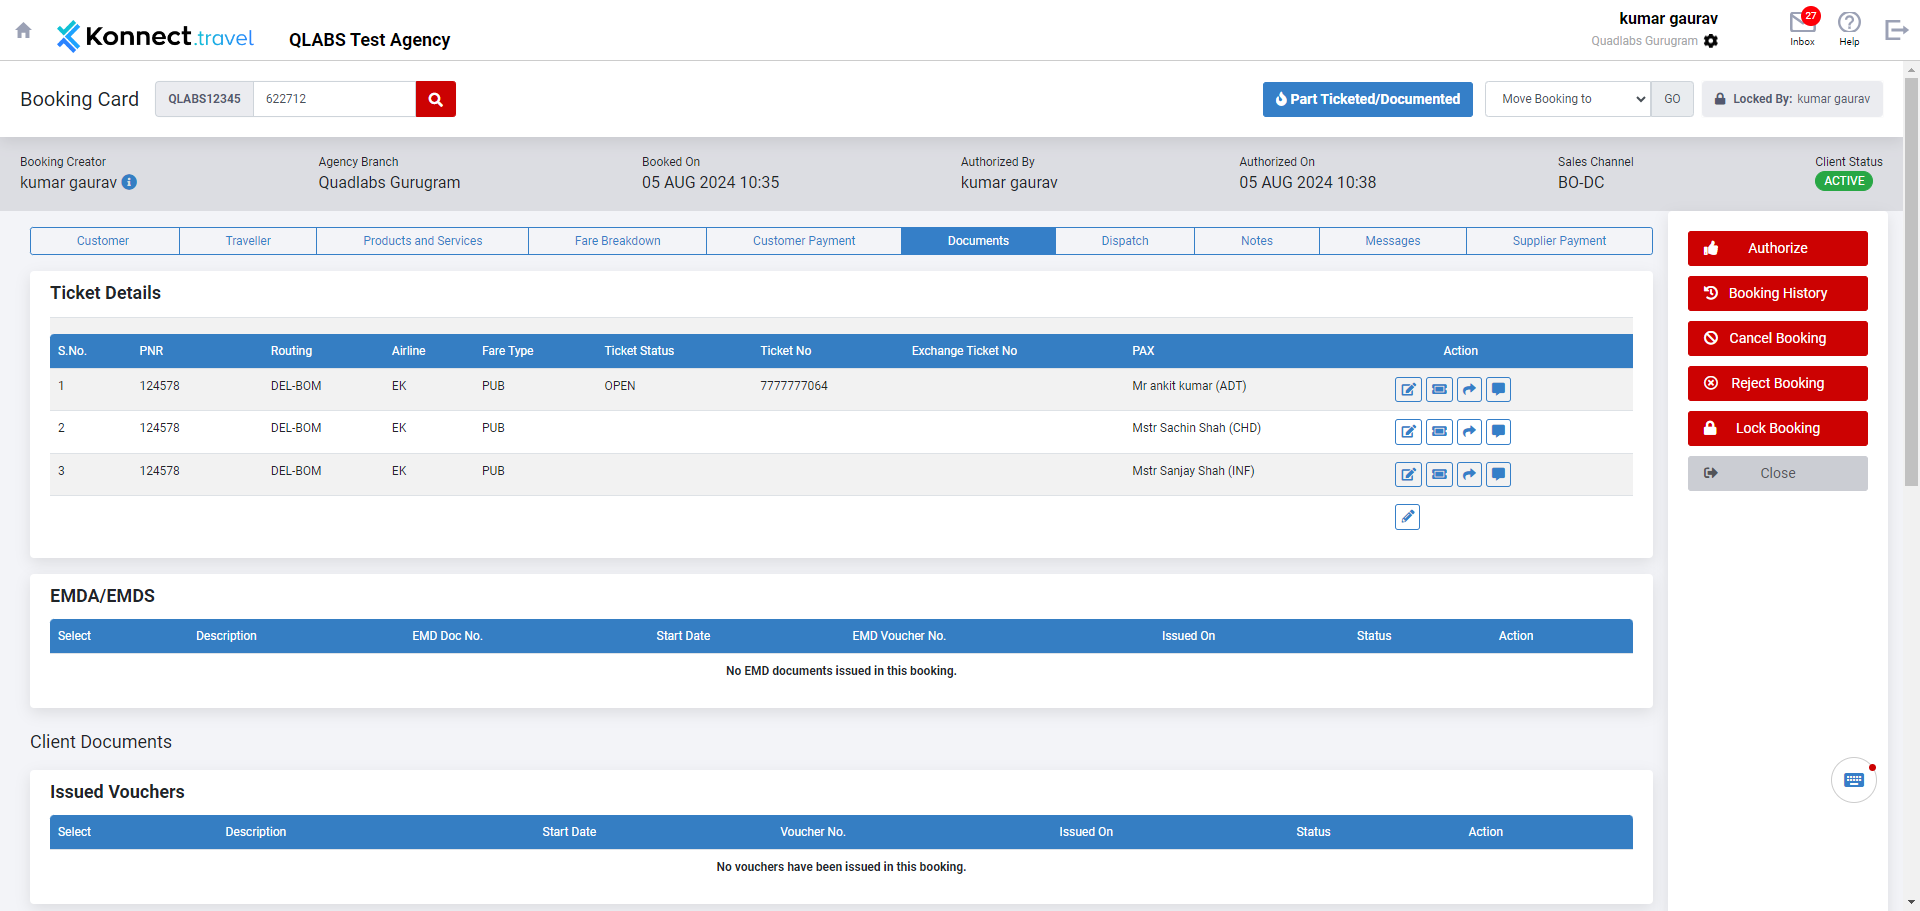 Konnect.travel
QLABS Test Agency
kumar gaurav
Quadlabs Gurugram
27
Inbox
Help
Booking Card
QLABS12345
622712
Part Ticketed/Documented
Move Booking to
GO
Locked By: kumar gaurav
Booking Creator
kumar gaurav
Agency Branch
Quadlabs Gurugram
Booked On
05 AUG 2024 10:35
Authorized By
kumar gaurav
Authorized On
05 AUG 2024 10:38
Sales Channel
BO-DC
Client Status
ACTIVE
Customer Traveller Products and Services Fare Breakdown Customer Payment Documents Dispatch Notes Messages Supplier Payment
Ticket Details
S.No. PNR Routing Airline Fare Type Ticket Status Ticket No Exchange Ticket No PAX Action
1 124578 DEL-BOM EK PUB OPEN 7777777064 Mr ankit kumar (ADT)
2 124578 DEL-BOM EK PUB Mstr Sachin Shah (CHD)
3 124578 DEL-BOM EK PUB Mstr Sanjay Shah (INF)
EMDA/EMDS
Select Description EMD Doc No. Start Date EMD Voucher No. Issued On Status Action
No EMD documents issued in this booking.
Client Documents
Issued Vouchers
Select Description Start Date Voucher No. Issued On Status Action
No vouchers have been issued in this booking.
Authorize
Booking History
Cancel Booking
Reject Booking
Lock Booking
Close